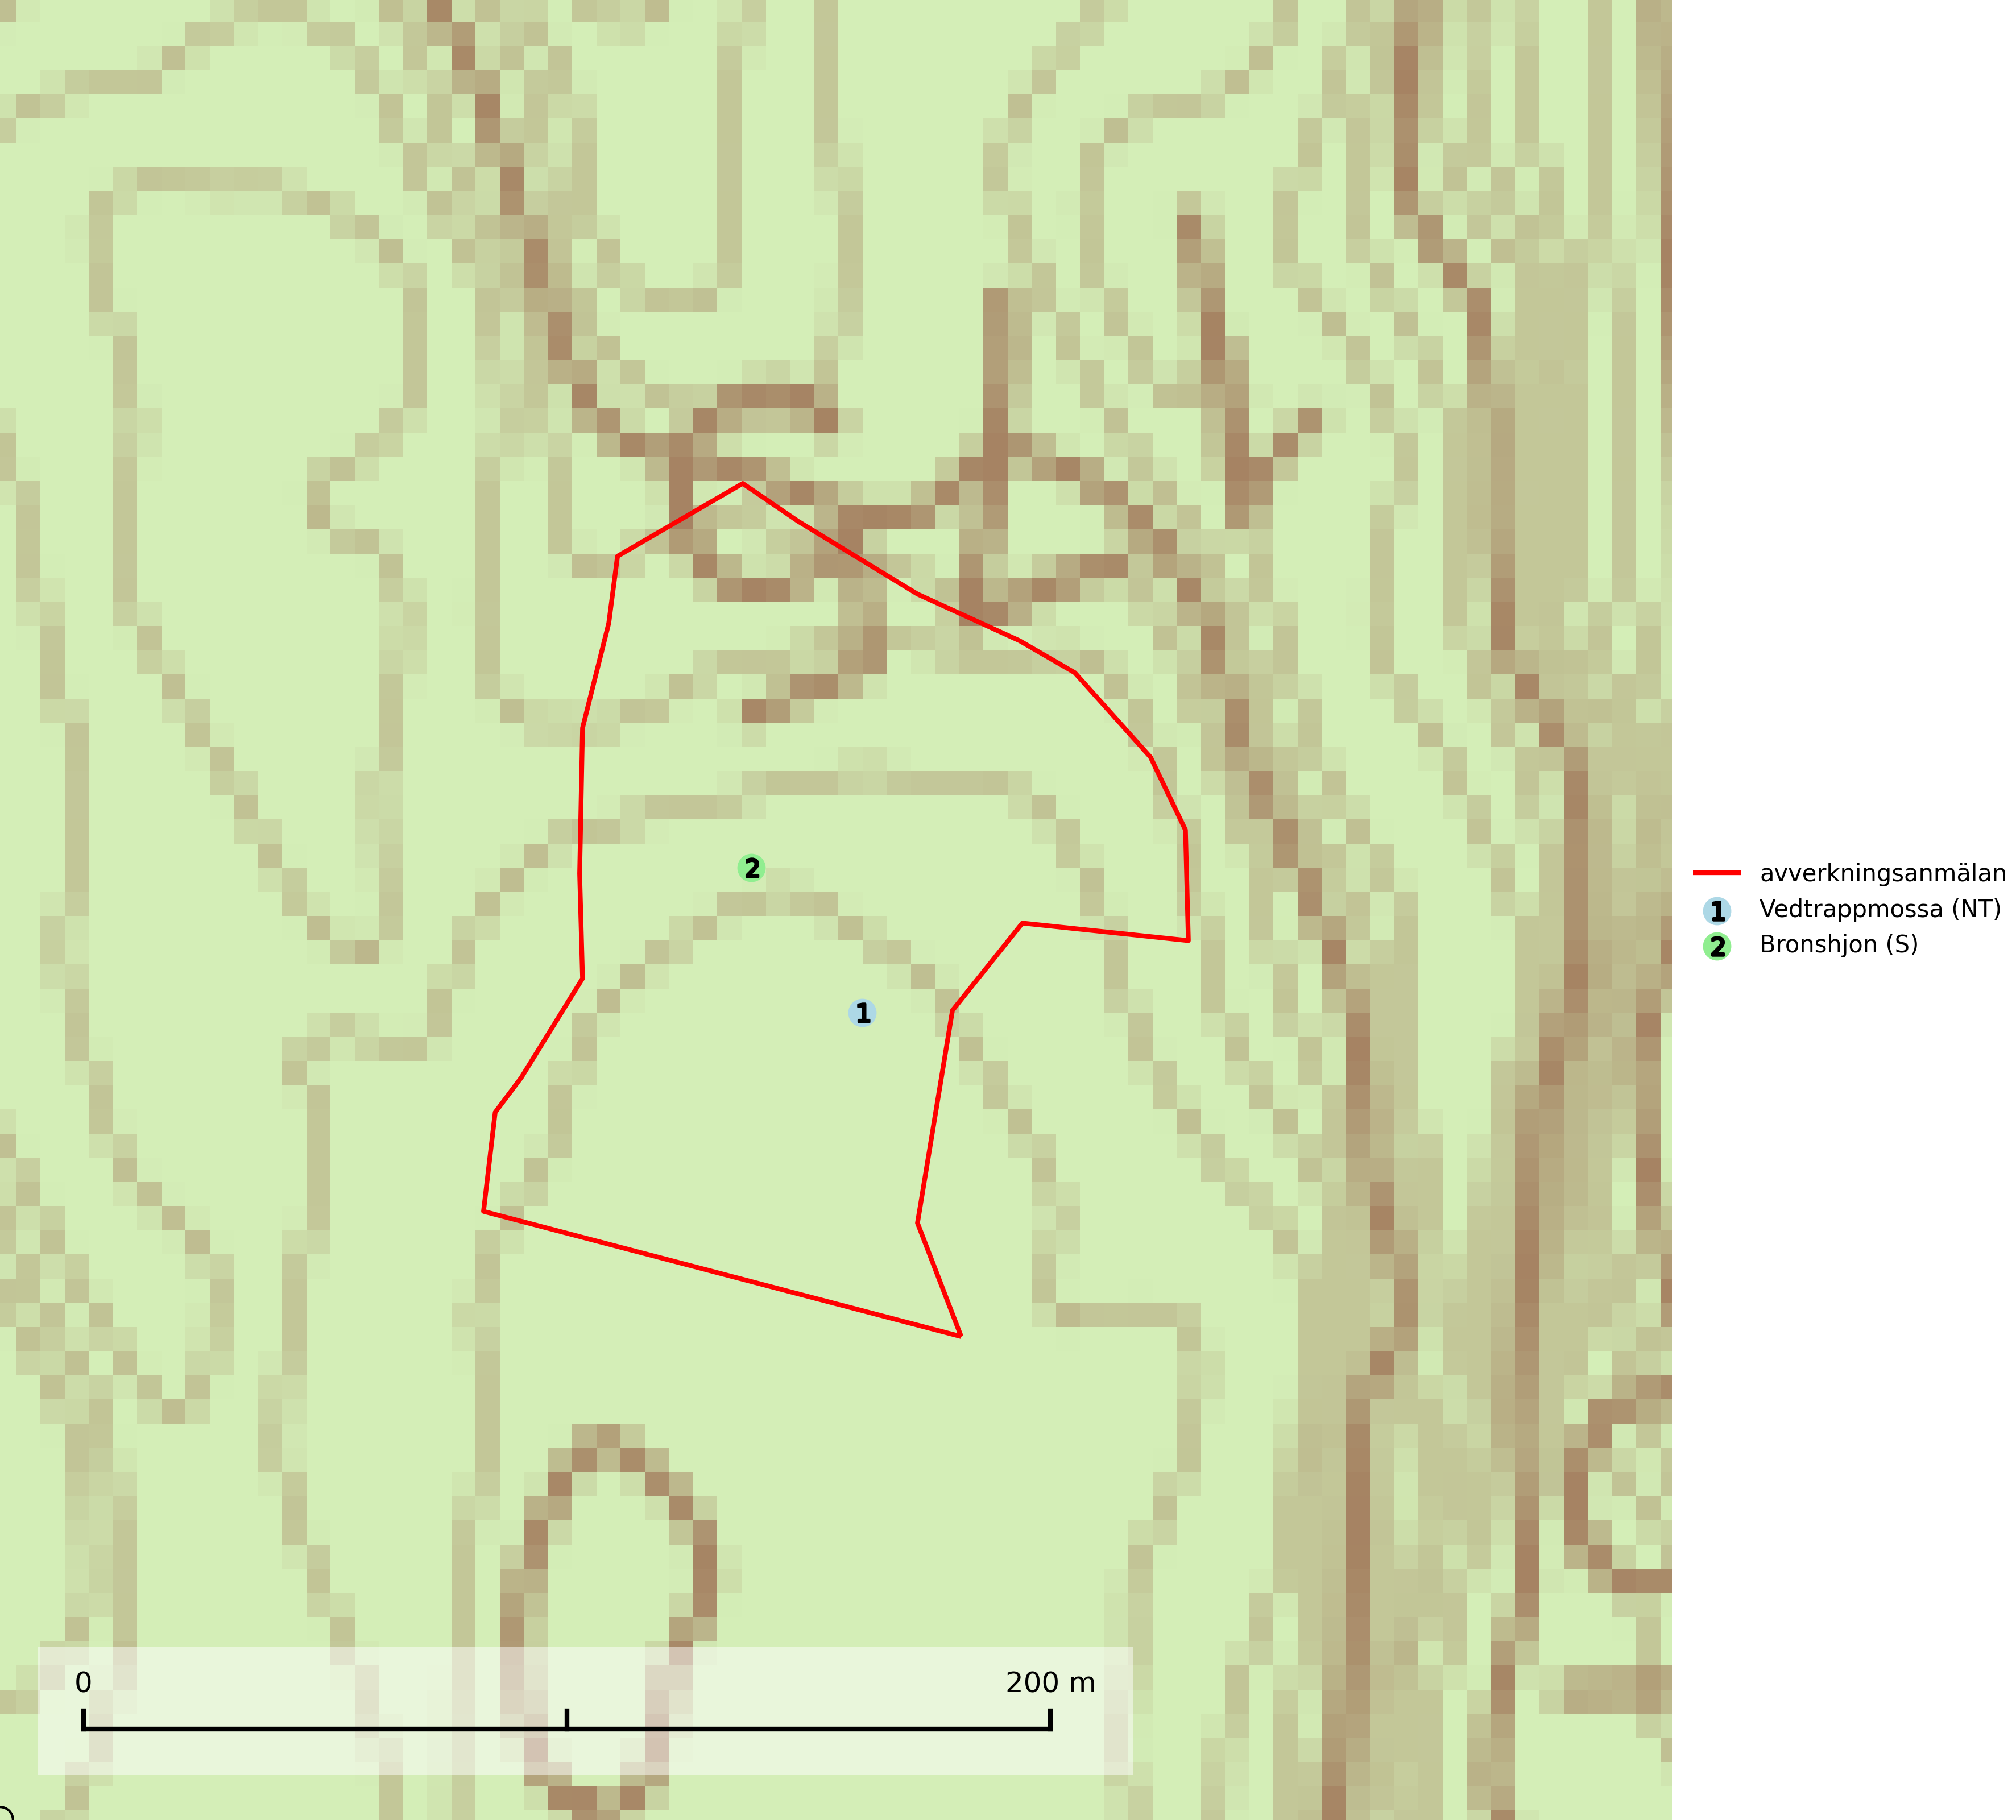 2
1
avverkningsanmälan
1 Vedtrappmossa (NT)
2 Bronshjon (S)
0 200 m